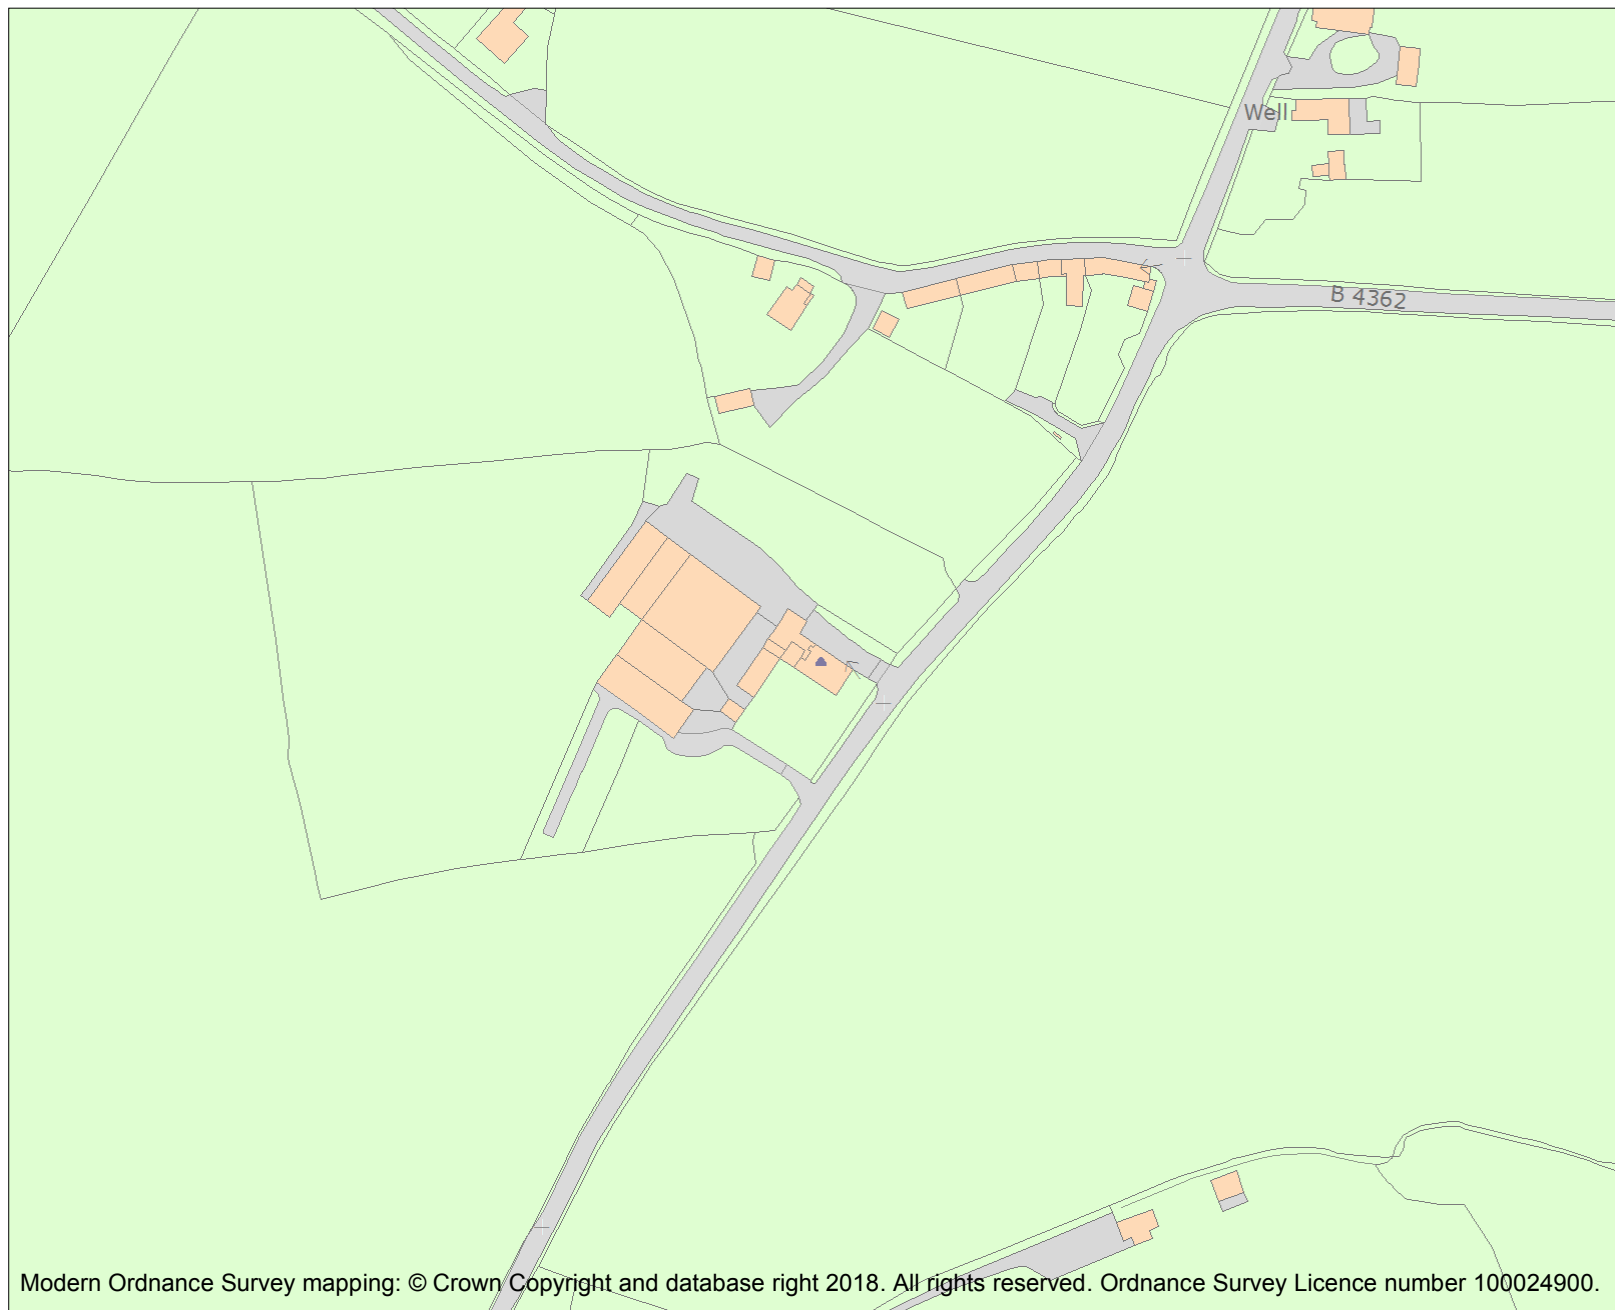 Well
B 4362
Modern Ordnance Survey mapping: © Crown Copyright and database right 2018. All rights reserved. Ordnance Survey Licence number 100024900.